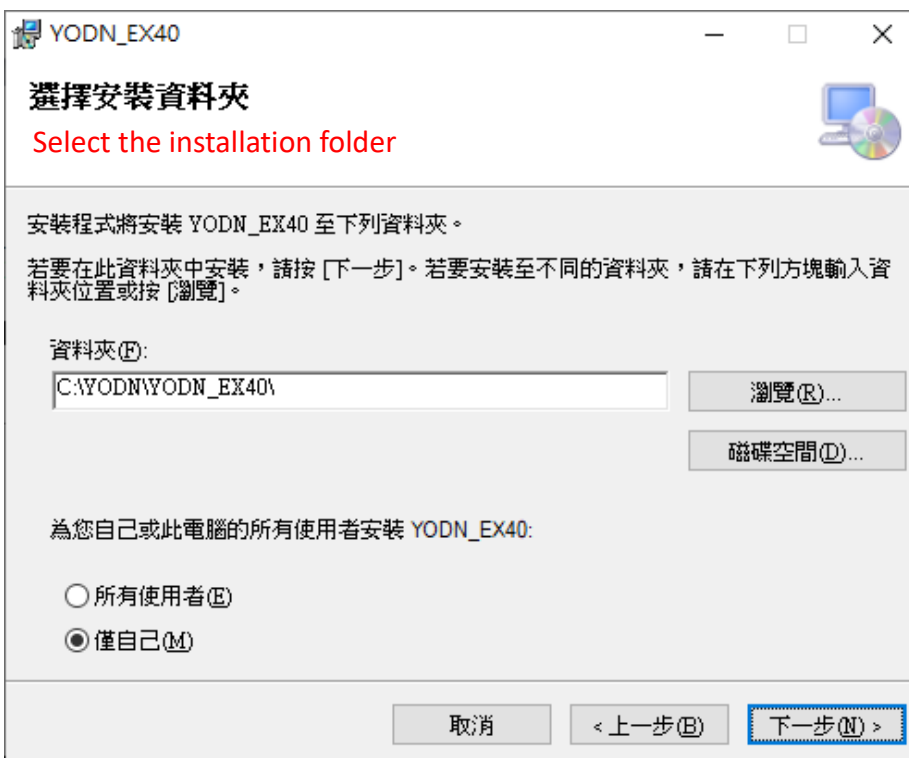 YODN_EX40
選擇安裝資料夾
Select the installation folder
安裝程式將安裝 YODN_EX40 至下列資料夾。
若要在此資料夾中安裝，請按 [下一步]。若要安裝至不同的資料夾，請在下列方塊輸入資
料夾位置或按 [瀏覽]。
資料夾(F):
C:\YODN\YODN_EX40\
瀏覽(R)...
磁碟空間(D)...
為您自己或此電腦的所有使用者安裝 YODN_EX40:
所有使用者(E)
僅自己(M)
取消
<上一步(B)
下一步(N) >